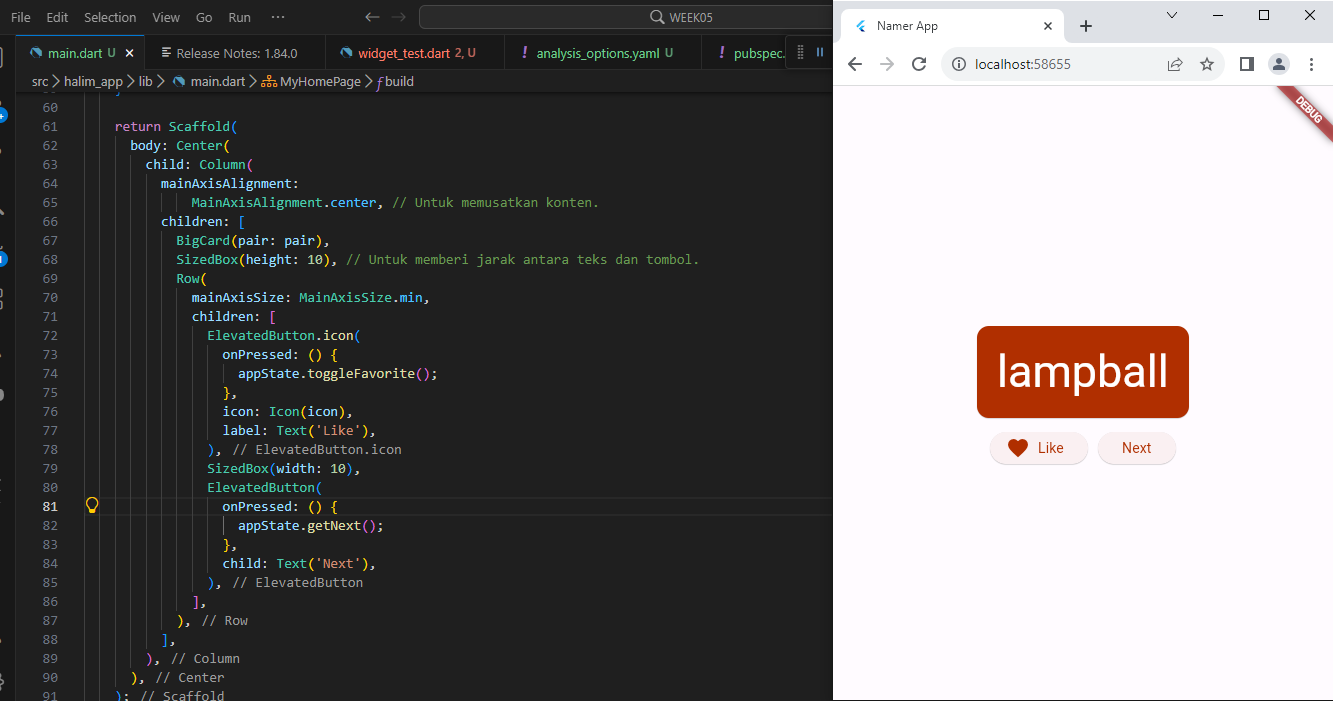 File Edit Selection View Go Run ··· WEEK05
main.dart U Release Notes: 1.84.0 widget_test.dart 2, U ! analysis_options.yaml U ! pubspec.
src > halim_app > lib > main.dart > MyHomePage > build
60
61 return Scaffold(
62 body: Center(
63 child: Column(
64 mainAxisAlignment:
65 MainAxisAlignment.center, // Untuk memusatkan konten.
66 children: [
67 BigCard(pair: pair),
68 SizedBox(height: 10), // Untuk memberi jarak antara teks dan tombol.
69 Row(
70 mainAxisSize: MainAxisSize.min,
71 children: [
72 ElevatedButton.icon(
73 onPressed: () {
74 appState.toggleFavorite();
75 },
76 icon: Icon(icon),
77 label: Text('Like'),
78 ), // ElevatedButton.icon
79 SizedBox(width: 10),
80 ElevatedButton(
81 onPressed: () {
82 appState.getNext();
83 },
84 child: Text('Next'),
85 ), // ElevatedButton
86 ],
87 ), // Row
88 ],
89 ), // Column
90 ), // Center
91 ); // Scaffold
Namer App
localhost:58655
DEBUG
lampball
Like Next